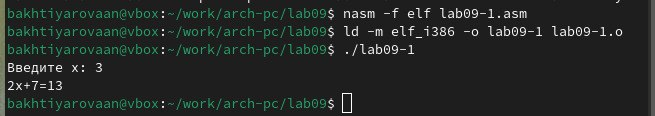 bakhtiyarovaan@vbox:~/work/arch-pc/lab09$ nasm -f elf lab09-1.asm
bakhtiyarovaan@vbox:~/work/arch-pc/lab09$ ld -m elf_i386 -o lab09-1 lab09-1.o
bakhtiyarovaan@vbox:~/work/arch-pc/lab09$ ./lab09-1
Введите x: 3
2x+7=13
bakhtiyarovaan@vbox:~/work/arch-pc/lab09$